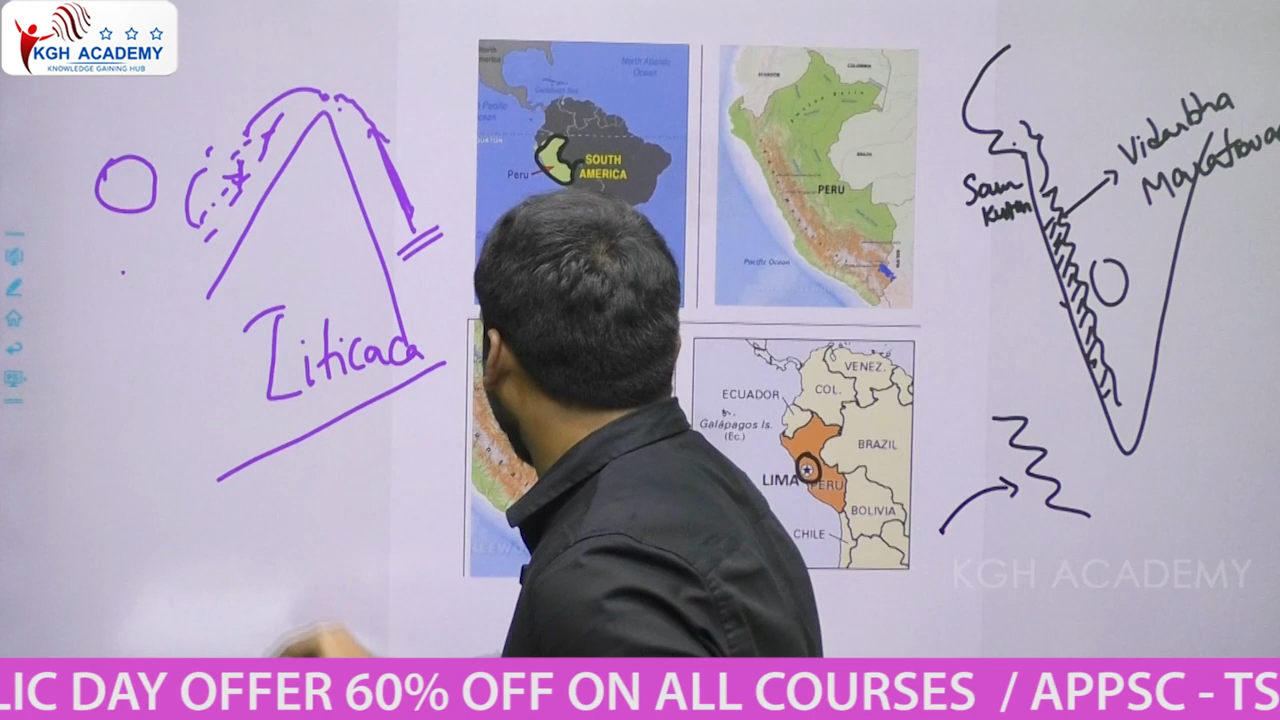 KGH ACADEMY
KNOWLEDGE GAINING HUB
North Atlantic
Ocean
Caribbean Sea
Peru
SOUTH
AMERICA
PERU
Pacific Ocean
Vidarbha
Titicaca
VENEZ.
COL.
ECUADOR
Galápagos Is.
(Ec.)
BRAZIL
LIMA
PERU
BOLIVIA
CHILE
KGH ACADEMY
LIC DAY OFFER 60% OFF ON ALL COURSES / APPSC - TS